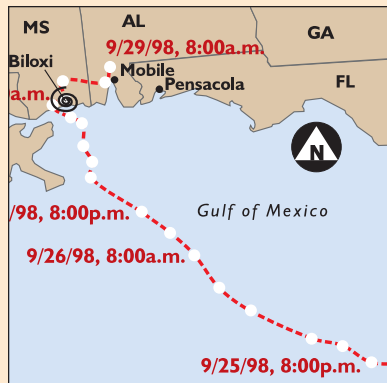 MS
AL
GA
9/29/98, 8:00a.m.
Biloxi
Mobile
FL
a.m.
Pensacola
N
/98, 8:00p.m.
Gulf of Mexico
9/26/98, 8:00a.m.
9/25/98, 8:00p.m.